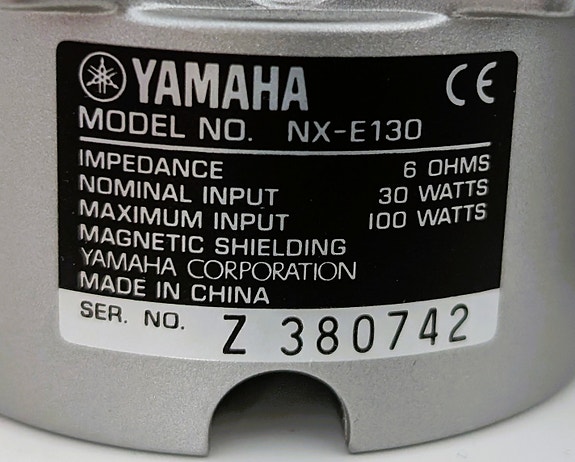 YAMAHA CE
MODEL NO. NX-E130
IMPEDANCE 6 OHMS
NOMINAL INPUT 30 WATTS
MAXIMUM INPUT 100 WATTS
MAGNETIC SHIELDING
YAMAHA CORPORATION
MADE IN CHINA
SER. NO. Z 380742